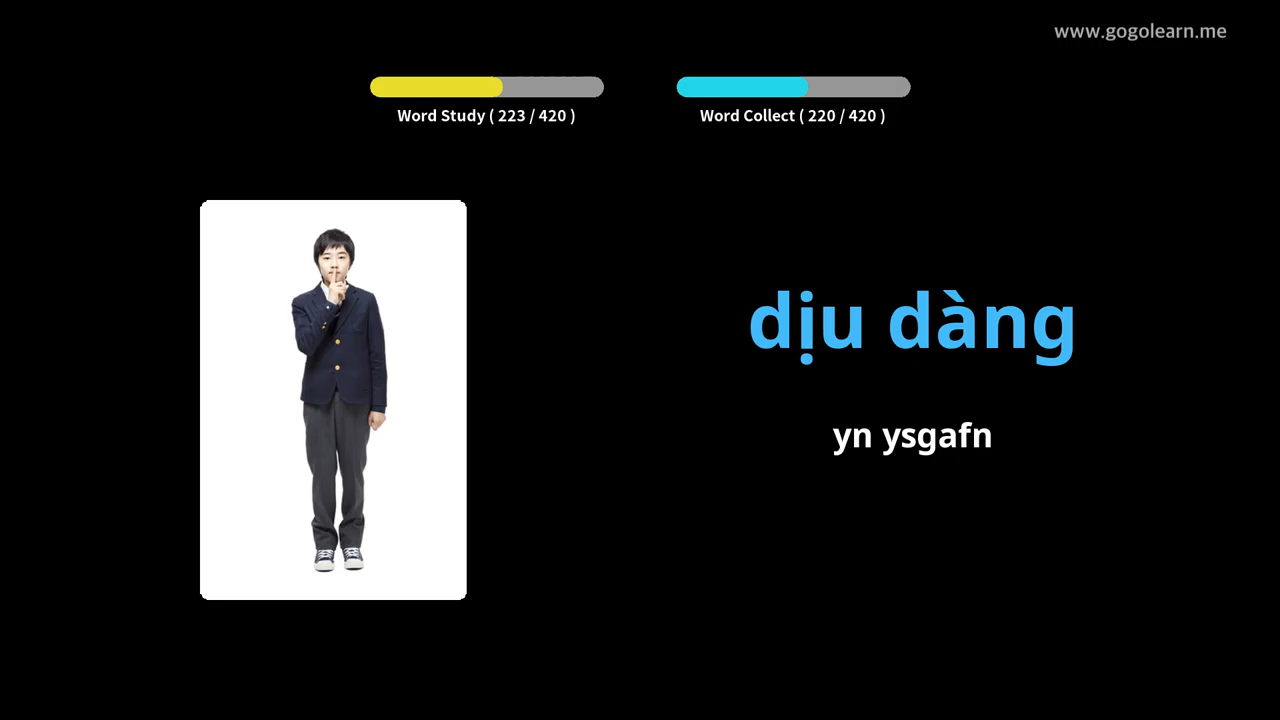 www.gogolearn.me
Word Study ( 223 / 420 )
Word Collect ( 220 / 420 )
dịu dàng
yn ysgafn